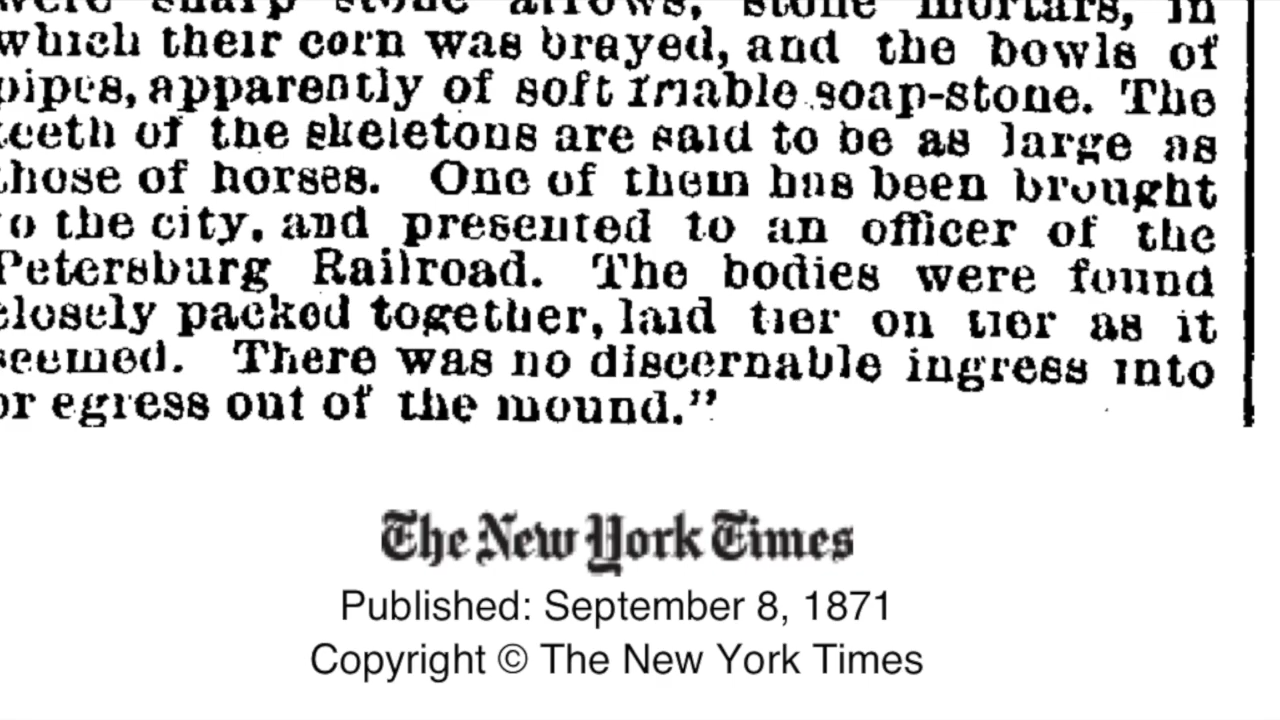 were sharp stone arrows, stone mortars, in
which their corn was brayed, and the bowls of
pipes, apparently of soft friable soap-stone. The
teeth of the skeletons are said to be as large as
those of horses. One of them has been brought
to the city, and presented to an officer of the
Petersburg Railroad. The bodies were found
closely packed together, laid tier on tier as it
seemed. There was no discernable ingress into
or egress out of the mound.”
The New York Times
Published: September 8, 1871
Copyright © The New York Times